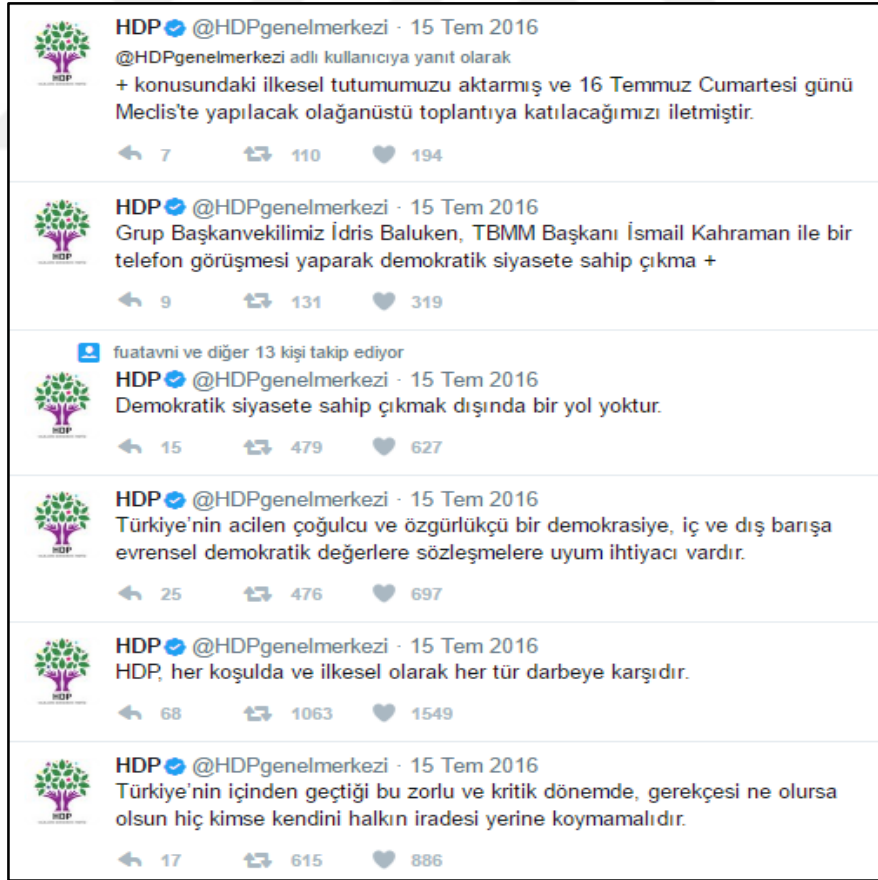 HDP @HDPgenelmerkezi · 15 Tem 2016
@HDPgenelmerkezi adlı kullanıcıya yanıt olarak
+ konusundaki ilkesel tutumumuzu aktarmış ve 16 Temmuz Cumartesi günü
Meclis'te yapılacak olağanüstü toplantıya katılacağımızı iletmiştir.
7 110 194
HDP
HDP @HDPgenelmerkezi · 15 Tem 2016
Grup Başkanvekilimiz İdris Baluken, TBMM Başkanı İsmail Kahraman ile bir
telefon görüşmesi yaparak demokratik siyasete sahip çıkma +
9 131 319
HDP
fuatavni ve diğer 13 kişi takip ediyor
HDP @HDPgenelmerkezi · 15 Tem 2016
Demokratik siyasete sahip çıkmak dışında bir yol yoktur.
15 479 627
HDP
HDP @HDPgenelmerkezi · 15 Tem 2016
Türkiye'nin acilen çoğulcu ve özgürlükçü bir demokrasiye, iç ve dış barışa
evrensel demokratik değerlere sözleşmelere uyum ihtiyacı vardır.
25 476 697
HDP
HDP @HDPgenelmerkezi · 15 Tem 2016
HDP, her koşulda ve ilkesel olarak her tür darbeye karşıdır.
68 1063 1549
HDP
HDP @HDPgenelmerkezi · 15 Tem 2016
Türkiye'nin içinden geçtiği bu zorlu ve kritik dönemde, gerekçesi ne olursa
olsun hiç kimse kendini halkın iradesi yerine koymamalıdır.
17 615 886
HDP